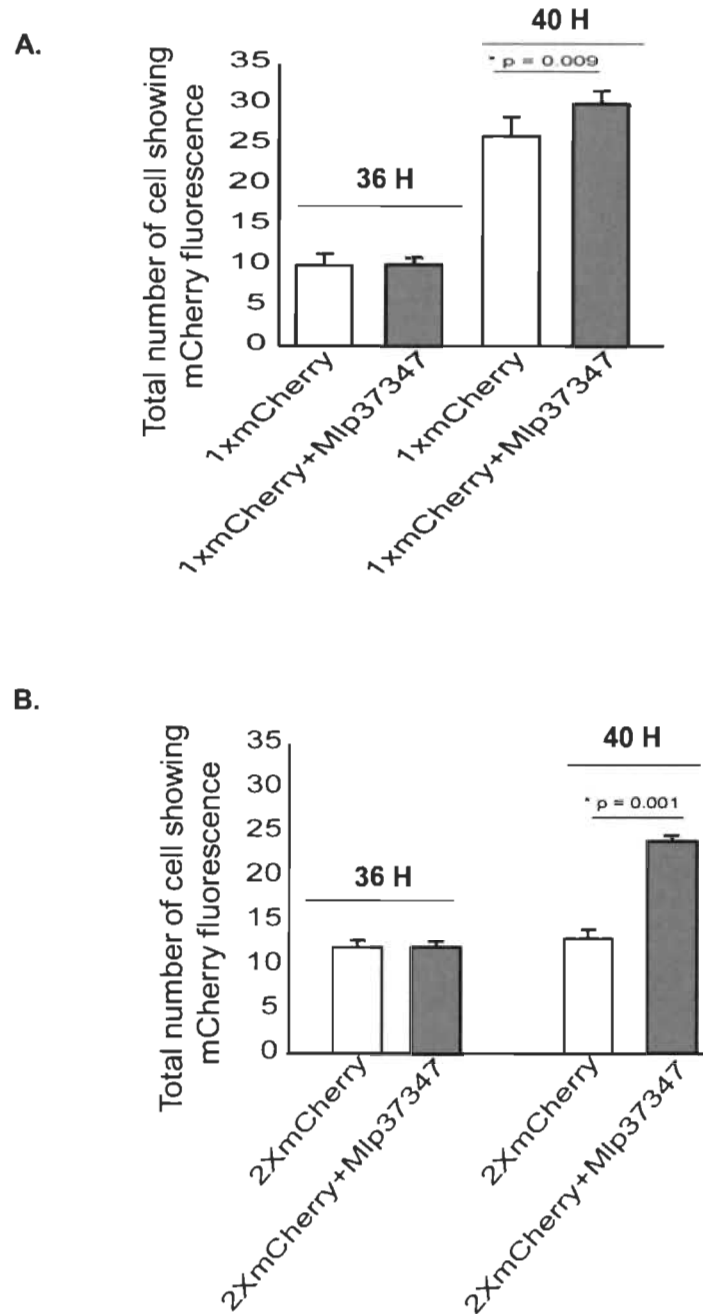 A.
40 H
* p = 0.009
36 H
Total number of cell showing
mCherry fluorescence
35
30
25
20
15
10
5
0
1xmCherry
1xmCherry+Mlp37347
1xmCherry
1xmCherry+Mlp37347
B.
40 H
* p = 0.001
36 H
Total number of cell showing
mCherry fluorescence
35
30
25
20
15
10
5
0
2XmCherry
2XmCherry+Mlp37347
2XmCherry
2XmCherry+Mlp37347